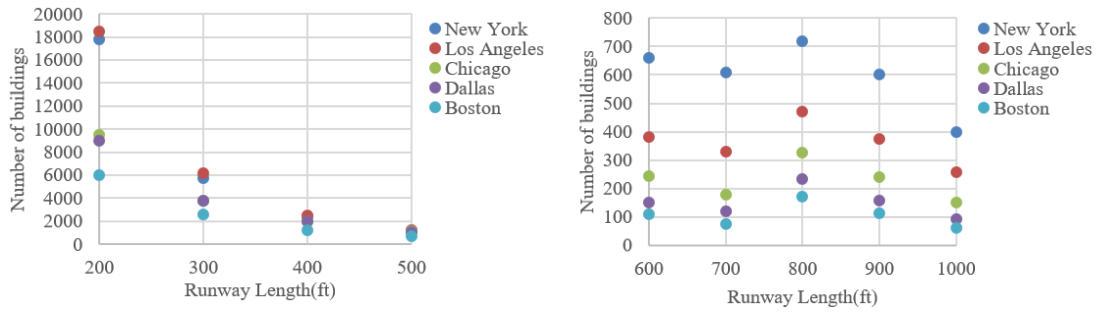 20000
18000
16000
14000
12000
10000
8000
6000
4000
2000
0
200 300 400 500
Number of buildings
Runway Length(ft)
New York
Los Angeles
Chicago
Dallas
Boston
800
700
600
500
400
300
200
100
0
600 700 800 900 1000
Number of buildings
Runway Length(ft)
New York
Los Angeles
Chicago
Dallas
Boston